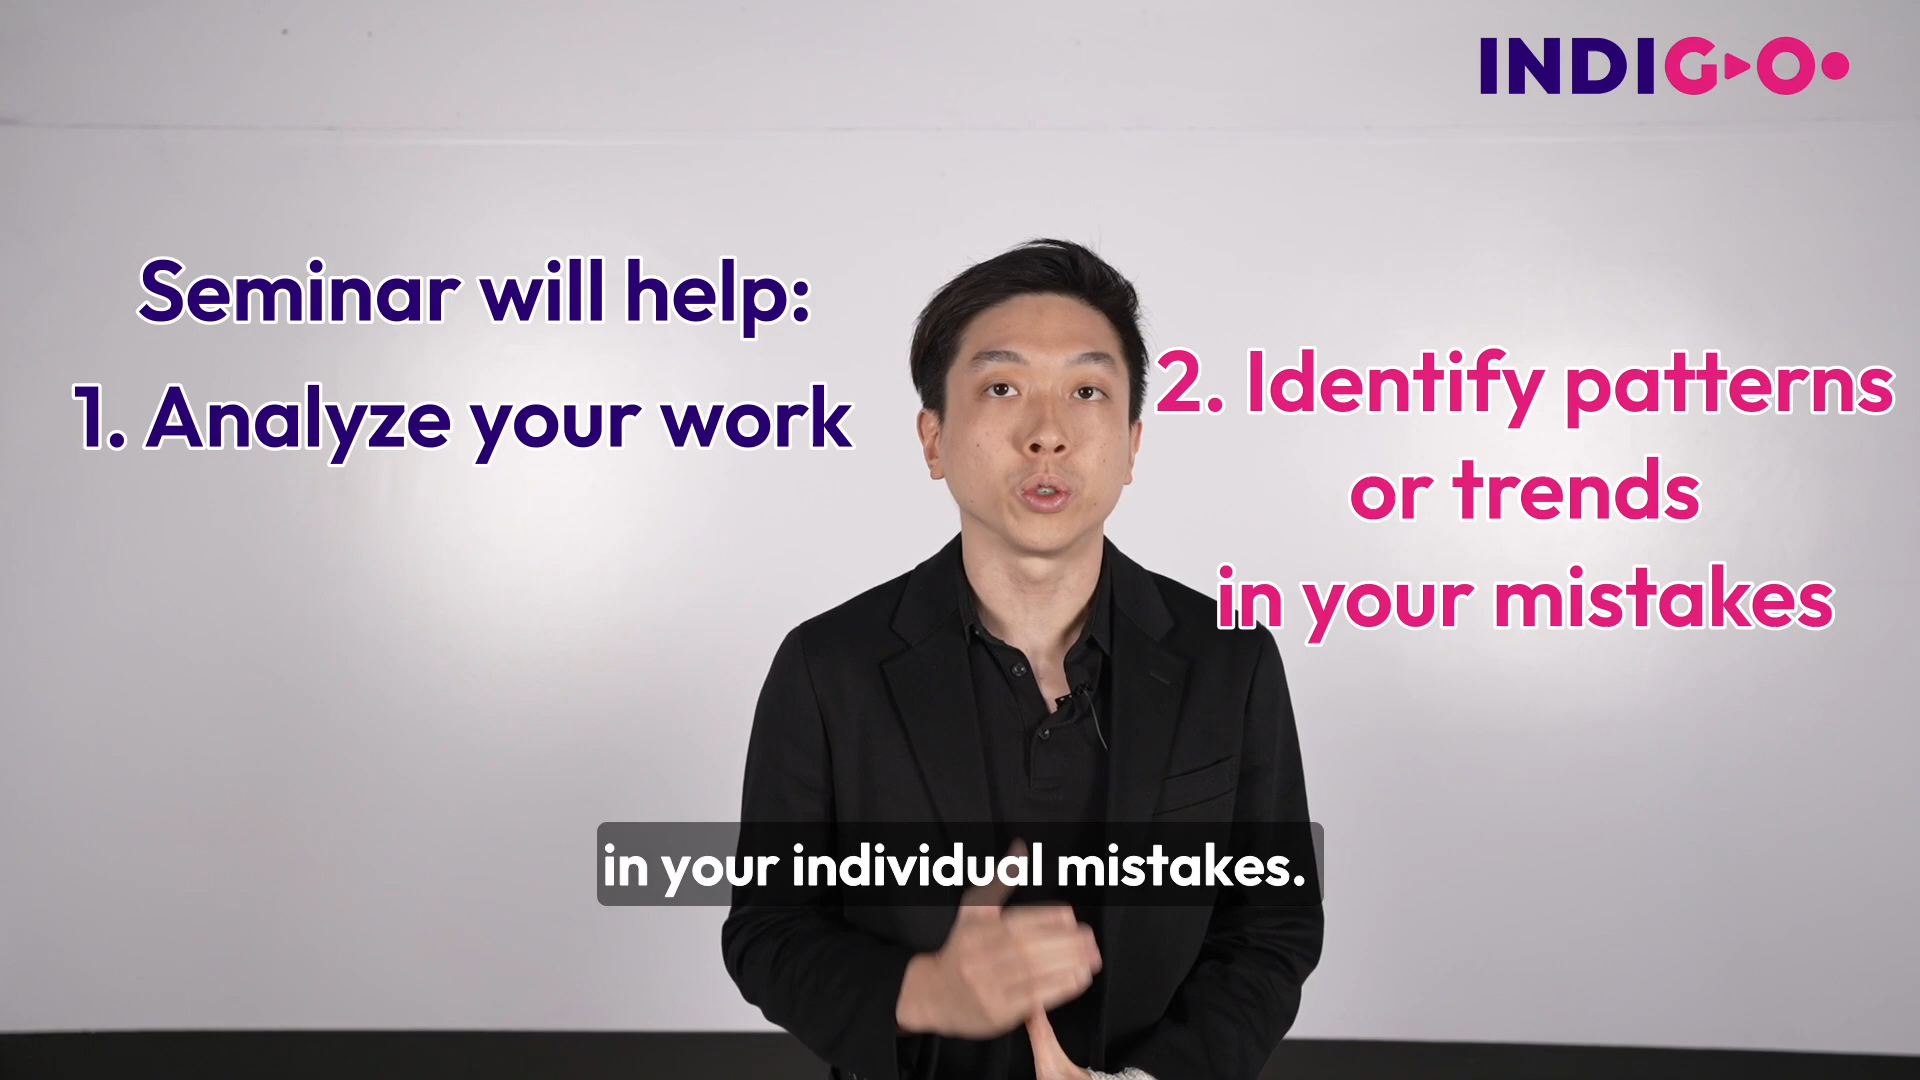 INDIGO
Seminar will help:
1. Analyze your work
2. Identify patterns
or trends
in your mistakes
in your individual mistakes.